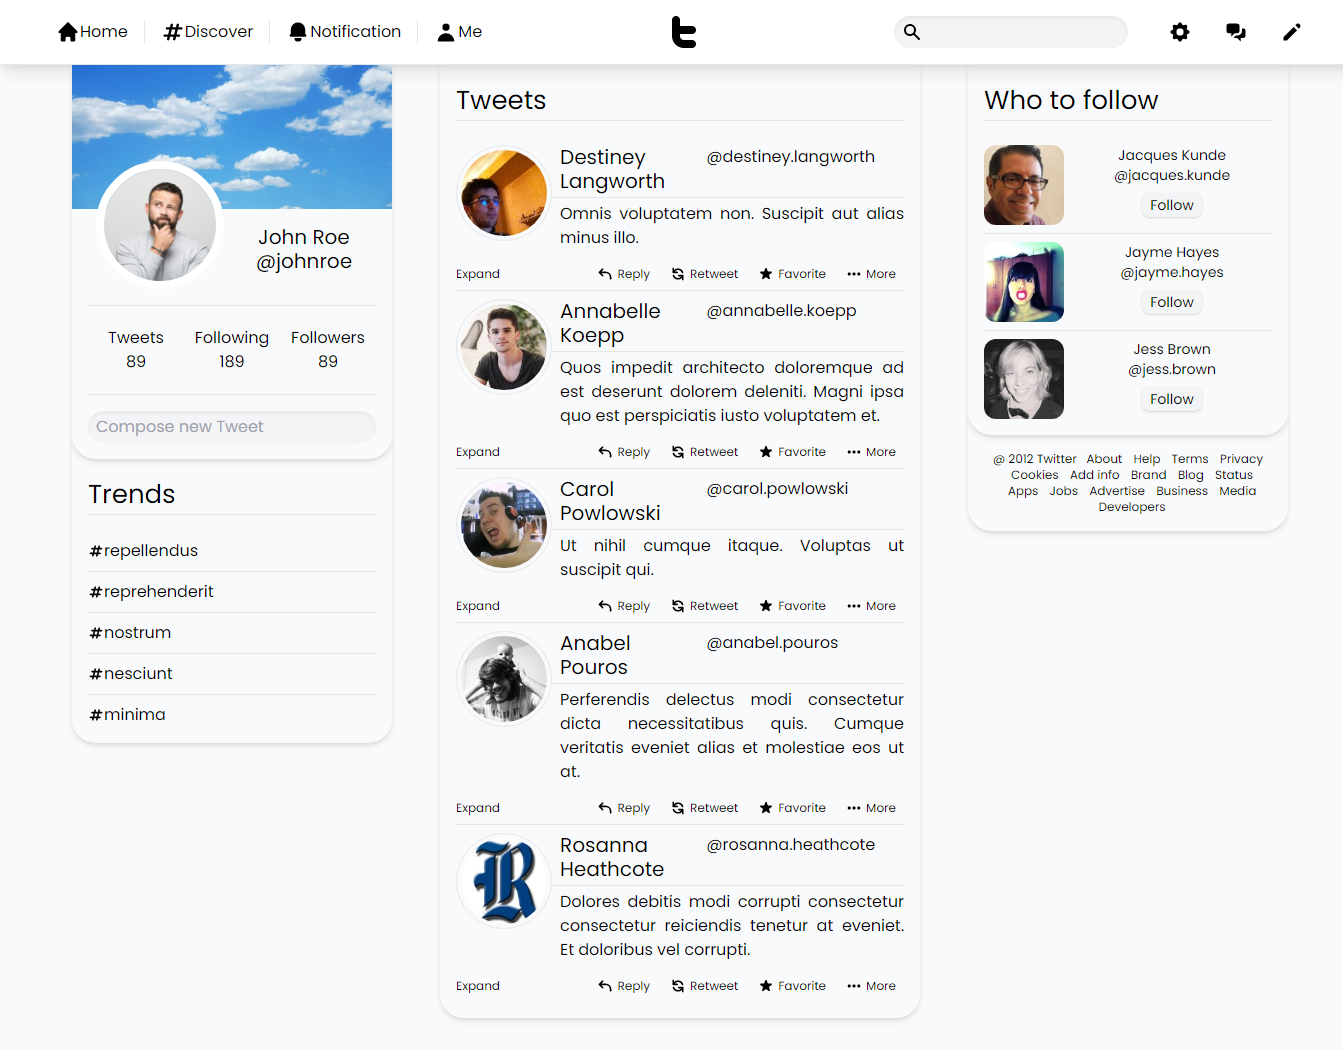 Home
Discover
Notification
Me
John Roe
@johnroe
Tweets
89
Following
189
Followers
89
Compose new Tweet
Trends
#repellendus
#reprehenderit
#nostrum
#nesciunt
#minima
Tweets
Destiney
Langworth
@destiney.langworth
Omnis voluptatem non. Suscipit aut alias
minus illo.
Expand
Reply
Retweet
Favorite
More
Annabelle
Koepp
@annabelle.koepp
Quos impedit architecto doloremque ad
est deserunt dolorem deleniti. Magni ipsa
quo est perspiciatis iusto voluptatem et.
Expand
Reply
Retweet
Favorite
More
Carol
Powlowski
@carol.powlowski
Ut nihil cumque itaque. Voluptas ut
suscipit qui.
Expand
Reply
Retweet
Favorite
More
Anabel
Pouros
@anabel.pouros
Perferendis delectus modi consectetur
dicta necessitatibus quis. Cumque
veritatis eveniet alias et molestiae eos ut
at.
Expand
Reply
Retweet
Favorite
More
Rosanna
Heathcote
@rosanna.heathcote
Dolores debitis modi corrupti consectetur
consectetur reiciendis tenetur at eveniet.
Et doloribus vel corrupti.
Expand
Reply
Retweet
Favorite
More
Who to follow
Jacques Kunde
@jacques.kunde
Follow
Jayme Hayes
@jayme.hayes
Follow
Jess Brown
@jess.brown
Follow
@ 2012 Twitter About Help Terms Privacy
Cookies Add info Brand Blog Status
Apps Jobs Advertise Business Media
Developers